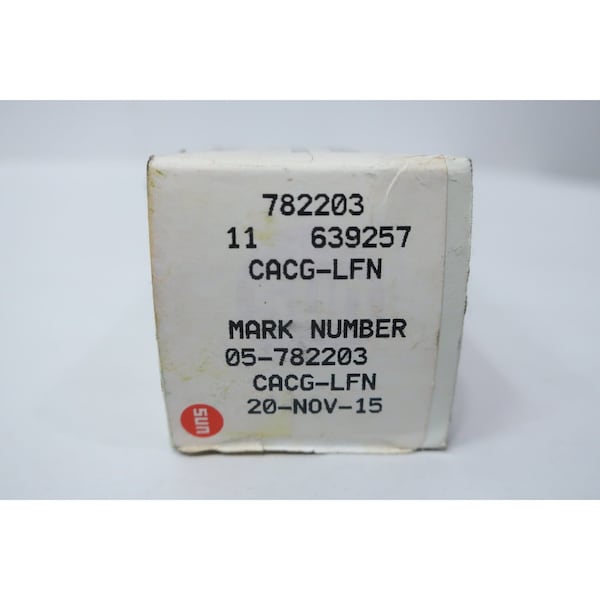 782203
11 639257
CACG-LFN
MARK NUMBER
05-782203
CACG-LFN
20-NOV-15
sun